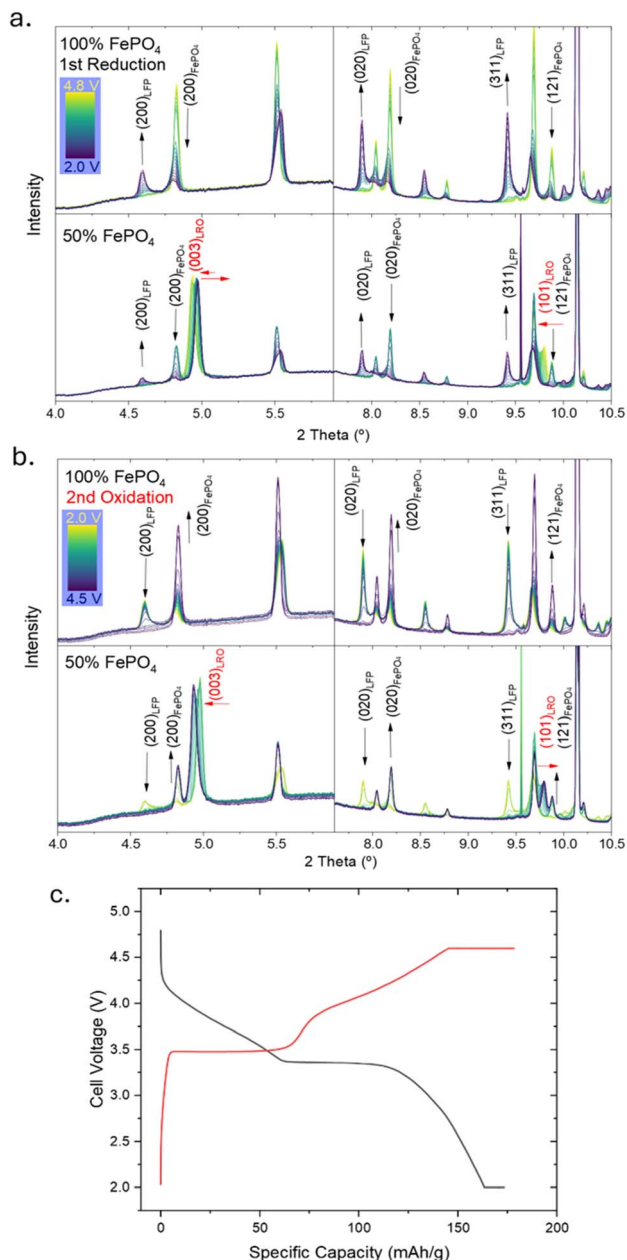 a.
100% FePO4
1st Reduction
4.8 V
2.0 V
(200)LFP
(200)FePO4
(020)LFP
(020)FePO4
(311)LFP
(121)FePO4
50% FePO4
(200)LFP
(200)FePO4
(003)LRO
(020)LFP
(020)FePO4
(311)LFP
(101)LRO
(121)FePO4
Intensity
4.0 4.5 5.0 5.5 8.0 8.5 9.0 9.5 10.0 10.5
2 Theta (º)
b.
100% FePO4
2nd Oxidation
2.0 V
4.5 V
(200)LFP
(200)FePO4
(020)LFP
(020)FePO4
(311)LFP
(121)FePO4
50% FePO4
(200)LFP
(200)FePO4
(003)LRO
(020)LFP
(020)FePO4
(311)LFP
(101)LRO
(121)FePO4
Intensity
4.0 4.5 5.0 5.5 8.0 8.5 9.0 9.5 10.0 10.5
2 Theta (º)
c.
Cell Voltage (V)
5.0
4.5
4.0
3.5
3.0
2.5
2.0
0 50 100 150 200
Specific Capacity (mAh/g)